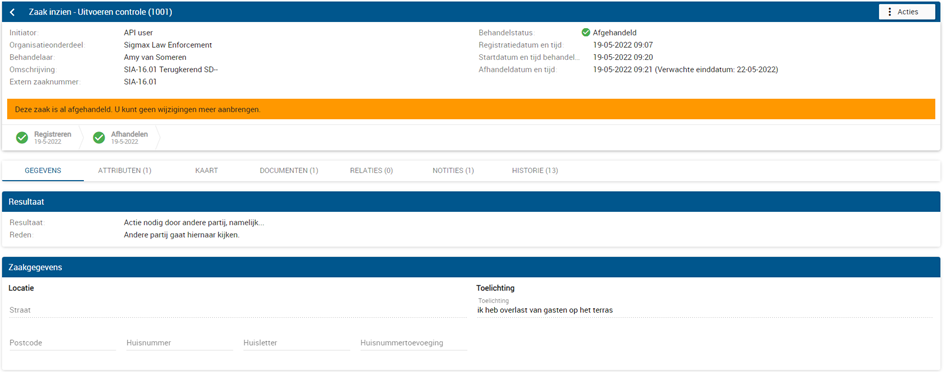 Zaak inzien - Uitvoeren controle (1001)
Acties
Initiator API user
Organisatieonderdeel Sigmax Law Enforcement
Behandelaar Amy van Someren
Omschrijving SIA-16.01 Terugkerend SD--
Extern zaaknummer SIA-16.01
Behandelstatus Afgehandeld
Registratiedatum en tijd 19-05-2022 09:07
Startdatum en tijd behandel... 19-05-2022 09:20
Afhandeldatum en tijd 19-05-2022 09:21 (Verwachte einddatum: 22-05-2022)
Deze zaak is al afgehandeld. U kunt geen wijzigingen meer aanbrengen.
Registreren Afhandelen
19-5-2022 19-5-2022
GEGEVENS ATTRIBUTEN (1) KAART DOCUMENTEN (1) RELATIES (0) NOTITIES (1) HISTORIE (13)
Resultaat
Resultaat Actie nodig door andere partij, namelijk...
Reden Andere partij gaat hiernaar kijken.
Zaakgegevens
Locatie Toelichting
Toelichting
Straat ik heb overlast van gasten op het terras
Postcode Huisnummer Huisletter Huisnummertoevoeging